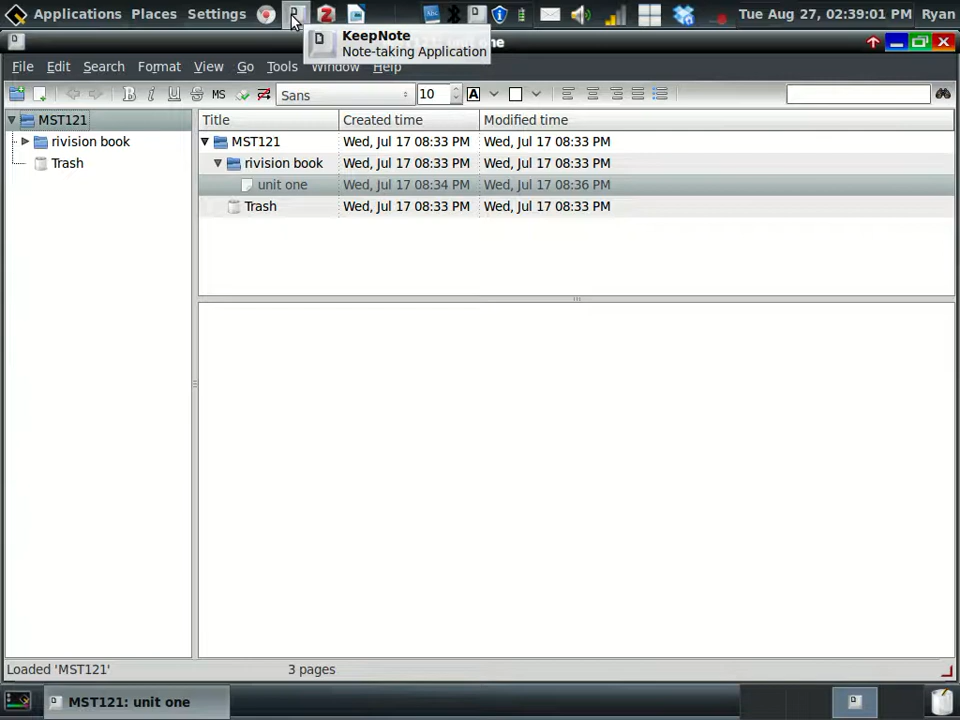 Applications Places Settings Tue Aug 27, 02:39:01 AM Ryan
KeepNote
Note-taking Application
File Edit Search Format View Go Tools Window Help
B i U S MS Sans 10 A
MST121
rivision book
Trash
Title Created time Modified time
MST121 Wed, Jul 17 08:33 PM Wed, Jul 17 08:33 PM
rivision book Wed, Jul 17 08:33 PM Wed, Jul 17 08:33 PM
unit one Wed, Jul 17 08:34 PM Wed, Jul 17 08:36 PM
Trash Wed, Jul 17 08:33 PM Wed, Jul 17 08:33 PM
Loaded 'MST121' 3 pages
MST121: unit one